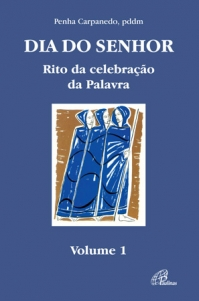 Penha Carpanedo, pddm
DIA DO SENHOR
Rito da celebração
da Palavra
Volume 1
Paulinas